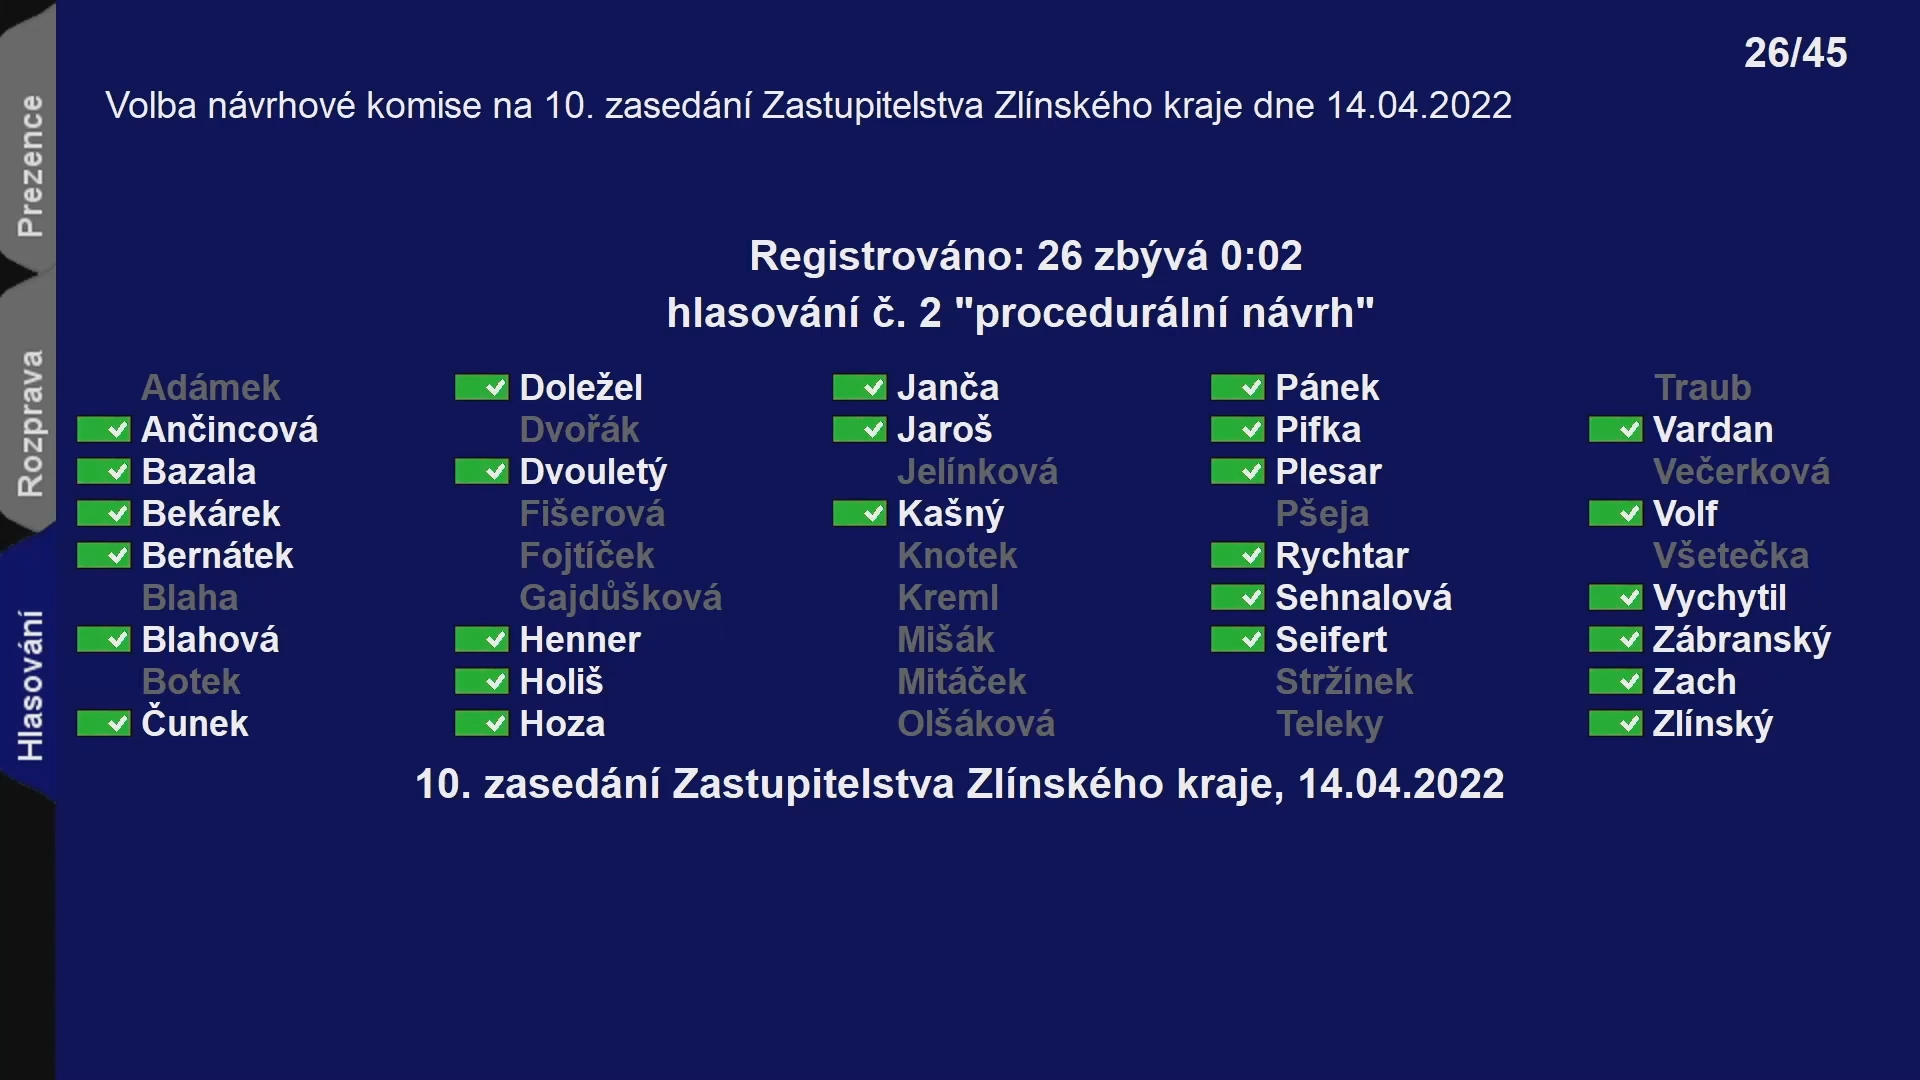 26/45
Volba návrhové komise na 10. zasedání Zastupitelstva Zlínského kraje dne 14.04.2022
Prezence
Rozprava
Hlasování
Registrováno: 26 zbývá 0:02
hlasování č. 2 "procedurální návrh"
Adámek Doležel Janča Pánek Traub
Ančincová Dvořák Jaroš Pifka Vardan
Bazala Dvouletý Jelínková Plesar Večerková
Bekárek Fišerová Kašný Pšeja Volf
Bernátek Fojtíček Knotek Rychtar Všetečka
Blaha Gajdůšková Kreml Sehnalová Vychytil
Blahová Henner Mišák Seifert Zábranský
Botek Holiš Mitáček Stržínek Zach
Čunek Hoza Olšáková Teleky Zlínský
10. zasedání Zastupitelstva Zlínského kraje, 14.04.2022